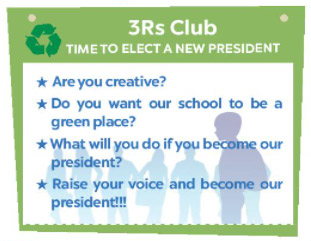 3Rs Club
TIME TO ELECT A NEW PRESIDENT
★ Are you creative?
★ Do you want our school to be a
green place?
★ What will you do if you become our
president?
★ Raise your voice and become our
president!!!